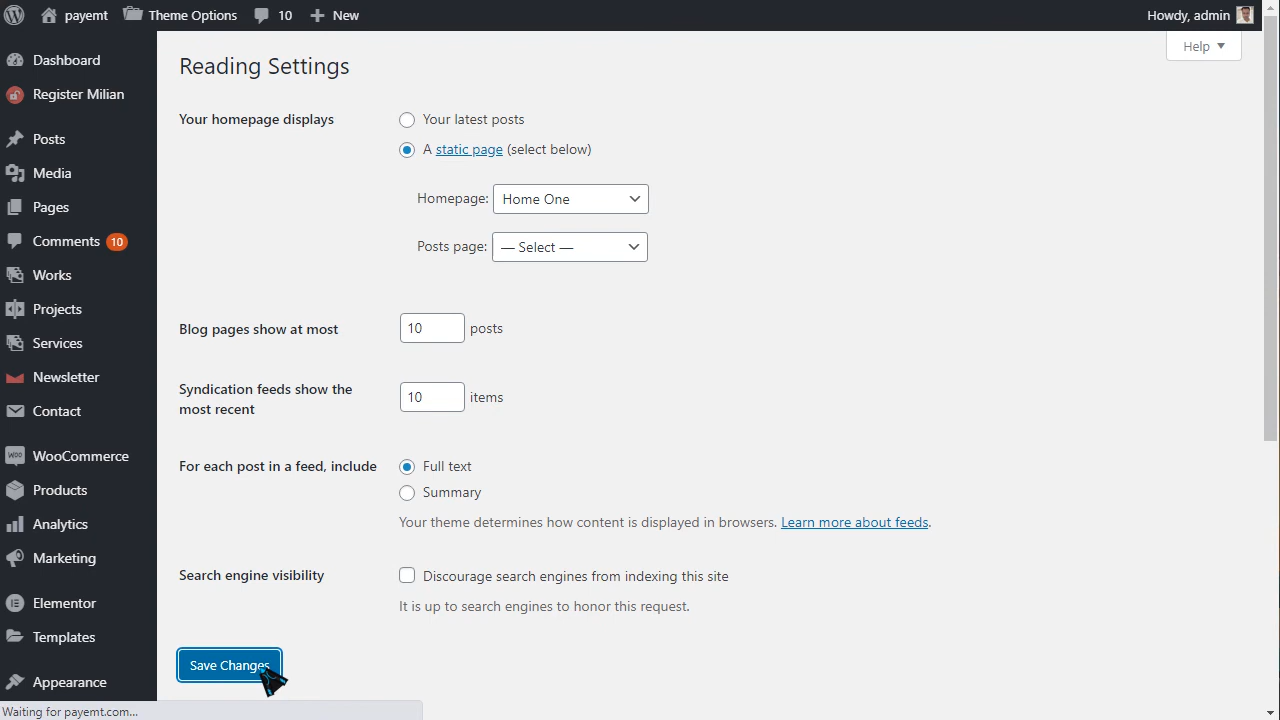 payemt
Theme Options
10
New
Howdy, admin
Help
Dashboard
Register Milian
Posts
Media
Pages
Comments 10
Works
Projects
Services
Newsletter
Contact
WooCommerce
Products
Analytics
Marketing
Elementor
Templates
Appearance
Reading Settings
Your homepage displays
Your latest posts
A static page (select below)
Homepage: Home One
Posts page: — Select —
Blog pages show at most
10 posts
Syndication feeds show the
most recent
10 items
For each post in a feed, include
Full text
Summary
Your theme determines how content is displayed in browsers. Learn more about feeds.
Search engine visibility
Discourage search engines from indexing this site
It is up to search engines to honor this request.
Save Changes
Waiting for payemt.com...